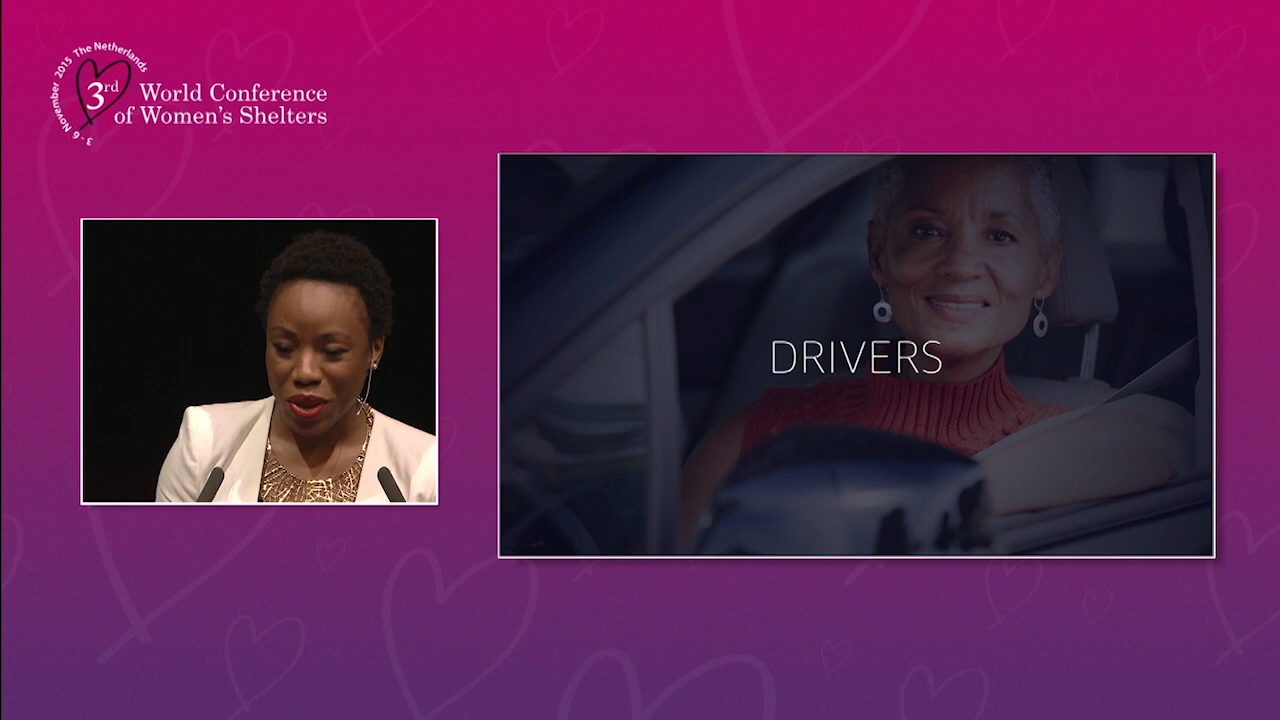 3 - 6 November 2015 The Netherlands
3rd World Conference
of Women's Shelters
DRIVERS